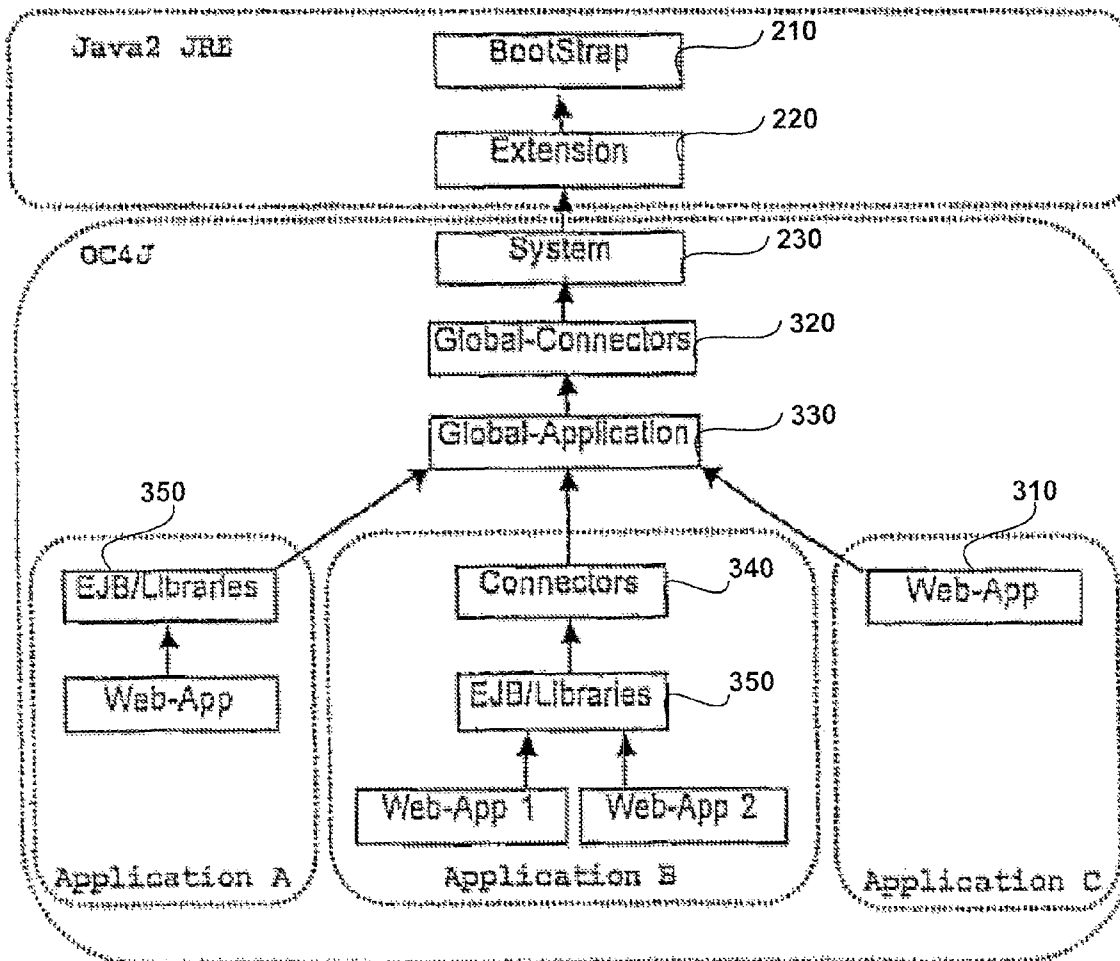 Java2 JRE
BootStrap
210
Extension
220
OC4J
System
230
Global-Connectors
320
Global-Application
330
350
310
EJB/Libraries
Connectors
340
Web-App
Web-App
EJB/Libraries
350
Web-App 1
Web-App 2
Application A
Application B
Application C